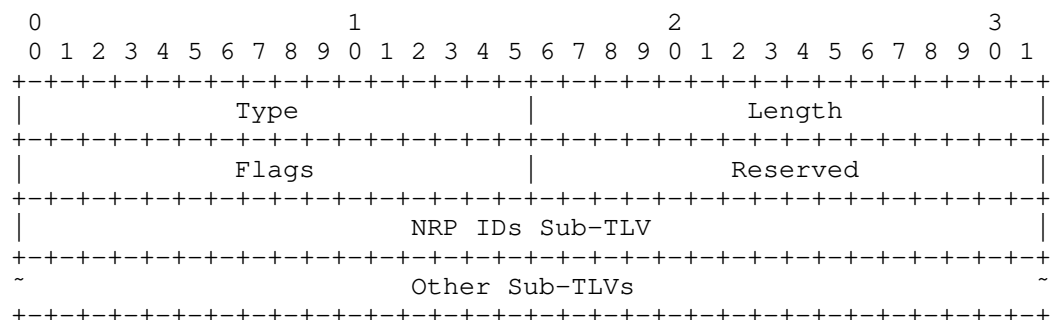 0                   1                   2                   3
 0 1 2 3 4 5 6 7 8 9 0 1 2 3 4 5 6 7 8 9 0 1 2 3 4 5 6 7 8 9 0 1
+-+-+-+-+-+-+-+-+-+-+-+-+-+-+-+-+-+-+-+-+-+-+-+-+-+-+-+-+-+-+-+-+
|             Type              |             Length            |
+-+-+-+-+-+-+-+-+-+-+-+-+-+-+-+-+-+-+-+-+-+-+-+-+-+-+-+-+-+-+-+-+
|             Flags             |            Reserved           |
+-+-+-+-+-+-+-+-+-+-+-+-+-+-+-+-+-+-+-+-+-+-+-+-+-+-+-+-+-+-+-+-+
|                        NRP IDs Sub-TLV                        |
+-+-+-+-+-+-+-+-+-+-+-+-+-+-+-+-+-+-+-+-+-+-+-+-+-+-+-+-+-+-+-+-+
~                        Other Sub-TLVs                         ~
+-+-+-+-+-+-+-+-+-+-+-+-+-+-+-+-+-+-+-+-+-+-+-+-+-+-+-+-+-+-+-+-+